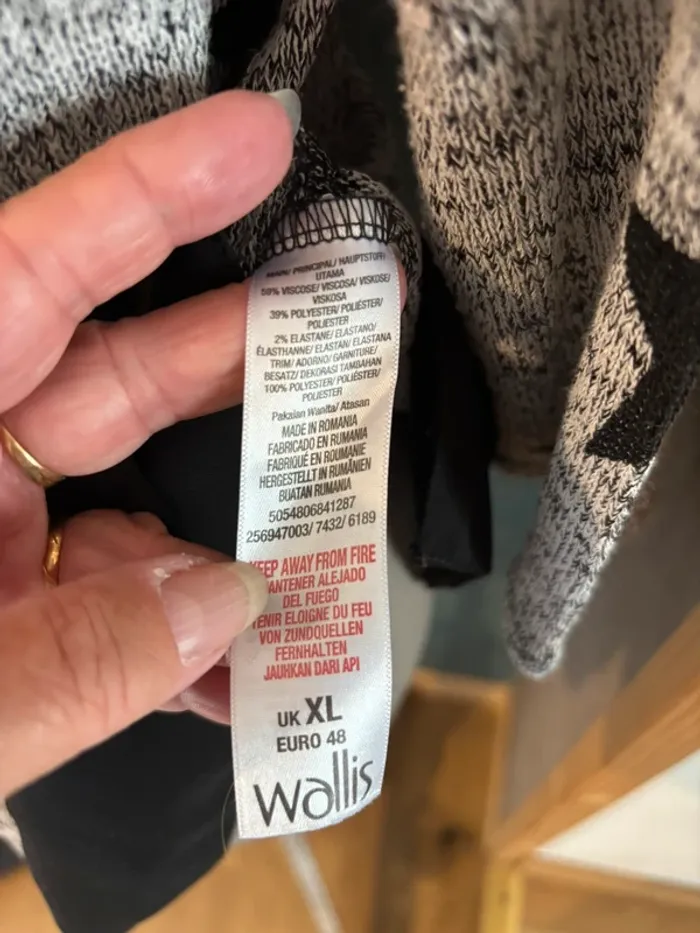 MAIN/ PRINCIPAL/ HAUPTSTOFF/
UTAMA
59% VISCOSE/ VISCOSA/ VISKOSE/
VISKOSA
39% POLYESTER/ POLIÉSTER/
POLIESTER
2% ELASTANE/ ELASTANO/
ÉLASTHANNE/ ELASTAN/ ELASTANA
TRIM/ ADORNO/ GARNITURE/
BESATZ/ DEKORASI TAMBAHAN
100% POLYESTER/ POLIÉSTER/
POLIESTER
Pakaian Wanita/ Atasan
MADE IN ROMANIA
FABRICADO EN RUMANIA
FABRIQUÉ EN ROUMANIE
HERGESTELLT IN RUMÄNIEN
BUATAN RUMANIA
5054806841287
256947003/ 7432/ 6189
KEEP AWAY FROM FIRE
MANTENER ALEJADO
DEL FUEGO
TENIR ELOIGNE DU FEU
VON ZUNDQUELLEN
FERNHALTEN
JAUHKAN DARI API
UK XL
EURO 48
wallis